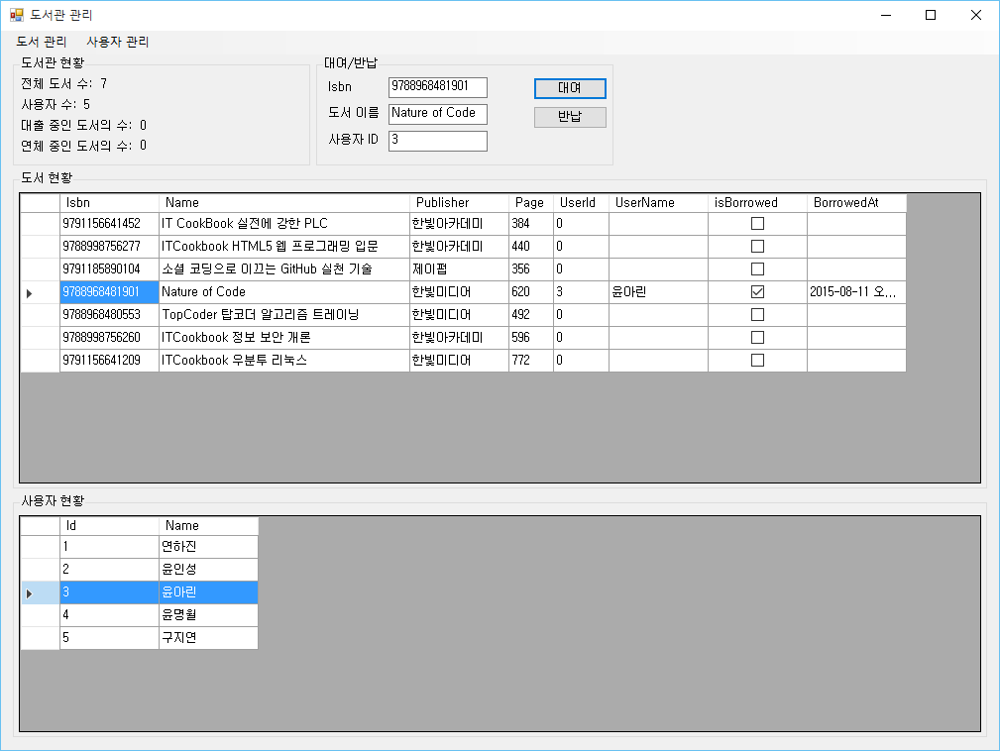 도서관 관리
도서 관리 사용자 관리
도서관 현황
전체 도서 수: 7
사용자 수: 5
대출 중인 도서의 수: 0
연체 중인 도서의 수: 0
대여/반납
Isbn 9788968481901 대여
도서 이름 Nature of Code 반납
사용자 ID 3
도서 현황
Isbn Name Publisher Page UserId UserName isBorrowed BorrowedAt
9791156641452 IT CookBook 실전에 강한 PLC 한빛아카데미 384 0
9788998756277 ITCookbook HTML5 웹 프로그래밍 입문 한빛아카데미 440 0
9791185890104 소셜 코딩으로 이끄는 GitHub 실천 기술 제이펍 356 0
9788968481901 Nature of Code 한빛미디어 620 3 윤아린 2015-08-11 오...
9788968480553 TopCoder 탑코더 알고리즘 트레이닝 한빛미디어 492 0
9788998756260 ITCookbook 정보 보안 개론 한빛아카데미 596 0
9791156641209 ITCookbook 우분투 리눅스 한빛미디어 772 0
사용자 현황
Id Name
1 연하진
2 윤인성
3 윤아린
4 윤명월
5 구지연